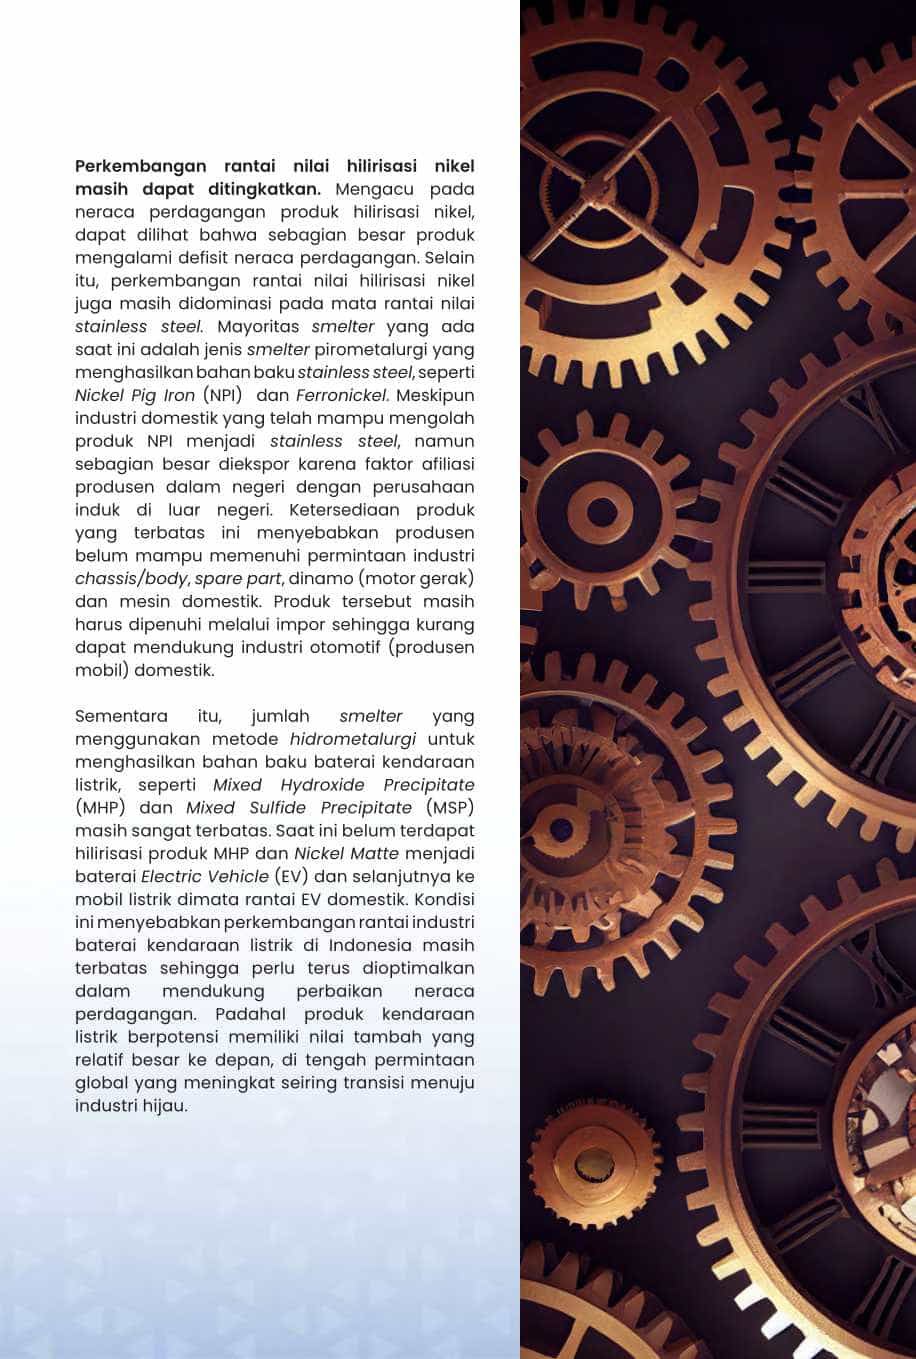 Perkembangan rantai nilai hilirisasi nikel
masih dapat ditingkatkan. Mengacu pada
neraca perdagangan produk hilirisasi nikel,
dapat dilihat bahwa sebagian besar produk
mengalami defisit neraca perdagangan. Selain
itu, perkembangan rantai nilai hilirisasi nikel
juga masih didominasi pada mata rantai nilai
stainless steel. Mayoritas smelter yang ada
saat ini adalah jenis smelter pirometalurgi yang
menghasilkan bahan baku stainless steel, seperti
Nickel Pig Iron (NPI) dan Ferronickel. Meskipun
industri domestik yang telah mampu mengolah
produk NPI menjadi stainless steel, namun
sebagian besar diekspor karena faktor afiliasi
produsen dalam negeri dengan perusahaan
induk di luar negeri. Ketersediaan produk
yang terbatas ini menyebabkan produsen
belum mampu memenuhi permintaan industri
chassis/body, spare part, dinamo (motor gerak)
dan mesin domestik. Produk tersebut masih
harus dipenuhi melalui impor sehingga kurang
dapat mendukung industri otomotif (produsen
mobil) domestik.
Sementara itu, jumlah smelter yang
menggunakan metode hidrometalurgi untuk
menghasilkan bahan baku baterai kendaraan
listrik, seperti Mixed Hydroxide Precipitate
(MHP) dan Mixed Sulfide Precipitate (MSP)
masih sangat terbatas. Saat ini belum terdapat
hilirisasi produk MHP dan Nickel Matte menjadi
baterai Electric Vehicle (EV) dan selanjutnya ke
mobil listrik dimata rantai EV domestik. Kondisi
ini menyebabkan perkembangan rantai industri
baterai kendaraan listrik di Indonesia masih
terbatas sehingga perlu terus dioptimalkan
dalam mendukung perbaikan neraca
perdagangan. Padahal produk kendaraan
listrik berpotensi memiliki nilai tambah yang
relatif besar ke depan, di tengah permintaan
global yang meningkat seiring transisi menuju
industri hijau.